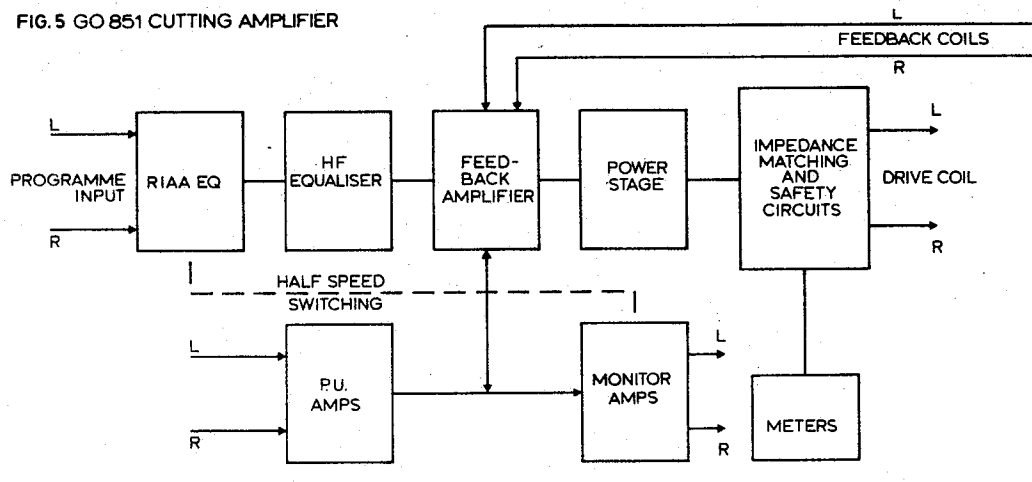 FIG. 5 GO 851 CUTTING AMPLIFIER
L
FEEDBACK COILS
R
L
PROGRAMME
INPUT
R
RIAA EQ
HF
EQUALISER
FEED-
BACK
AMPLIFIER
POWER
STAGE
IMPEDANCE
MATCHING
AND
SAFETY
CIRCUITS
L
DRIVE COIL
R
HALF SPEED
SWITCHING
L
R
P.U.
AMPS
MONITOR
AMPS
L
R
METERS